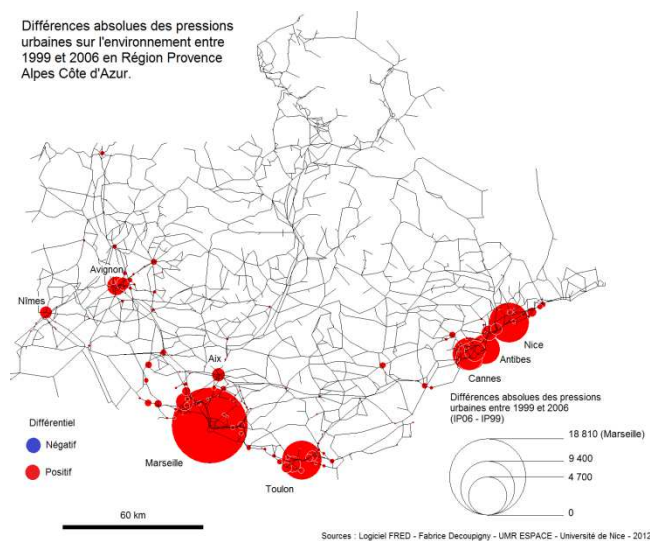 Différences absolues des pressions
urbaines sur l'environnement entre
1999 et 2006 en Région Provence
Alpes Côte d'Azur.
Avignon
Nîmes
Aix
Nice
Antibes
Cannes
Marseille
Toulon
Différentiel
Négatif
Positif
60 km
Différences absolues des pressions
urbaines entre 1999 et 2006
(IP06 - IP99)
18 810 (Marseille)
9 400
4 700
0
Sources : Logiciel FRED - Fabrice Decoupigny - UMR ESPACE - Université de Nice - 2012